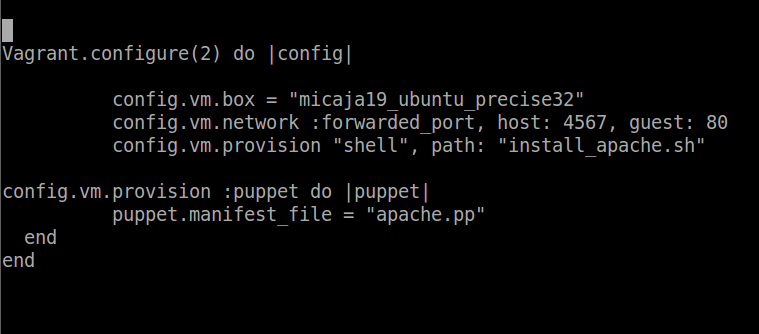 Vagrant.configure(2) do |config|
config.vm.box = "micaja19_ubuntu_precise32"
config.vm.network :forwarded_port, host: 4567, guest: 80
config.vm.provision "shell", path: "install_apache.sh"
config.vm.provision :puppet do |puppet|
puppet.manifest_file = "apache.pp"
end
end